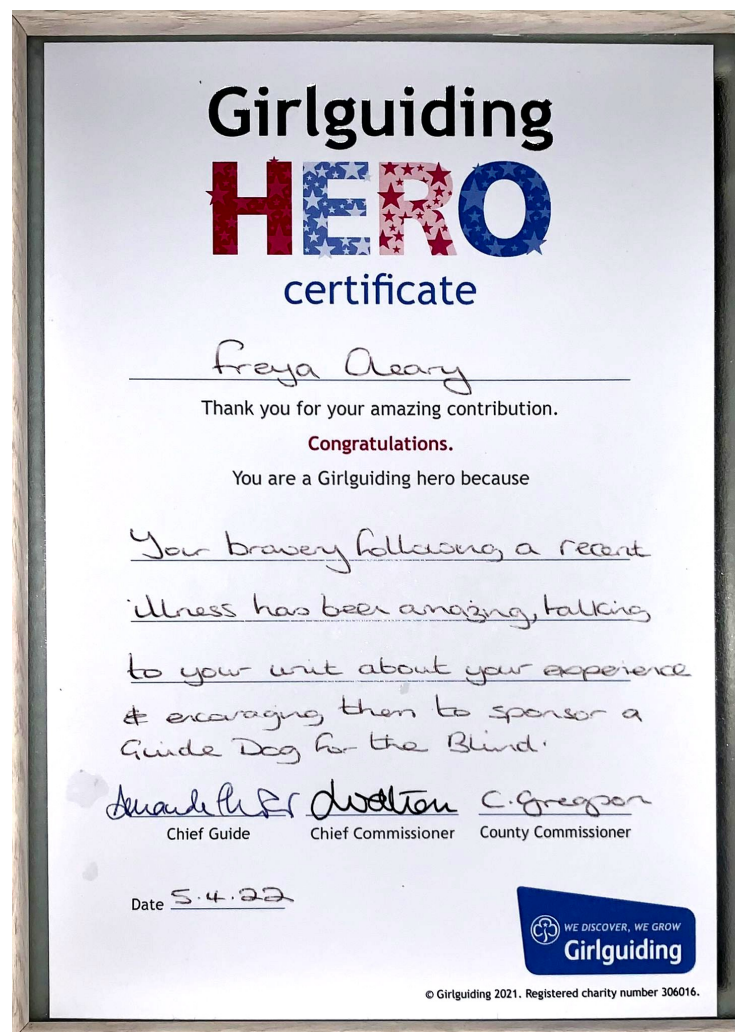 Girlguiding
HERO
certificate
Freya Cleary
Thank you for your amazing contribution.
Congratulations.
You are a Girlguiding hero because
Your bravery following a recent
illness has been amazing, talking
to your unit about your experience
& encouraging them to sponsor a
Guide Dog for the Blind.
C. Gregson
Chief Guide Chief Commissioner County Commissioner
Date 5.4.22
WE DISCOVER, WE GROW
Girlguiding
© Girlguiding 2021. Registered charity number 306016.